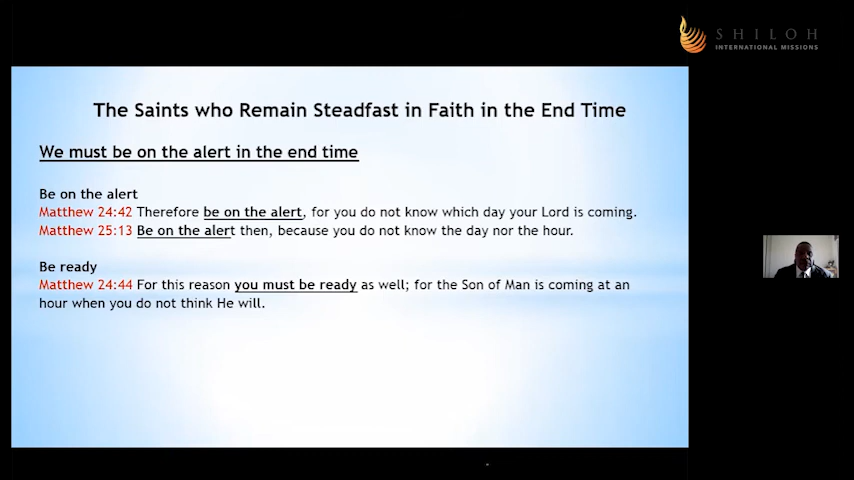 SHILOH
INTERNATIONAL MISSIONS
The Saints who Remain Steadfast in Faith in the End Time
We must be on the alert in the end time
Be on the alert
Matthew 24:42 Therefore be on the alert, for you do not know which day your Lord is coming.
Matthew 25:13 Be on the alert then, because you do not know the day nor the hour.
Be ready
Matthew 24:44 For this reason you must be ready as well; for the Son of Man is coming at an
hour when you do not think He will.